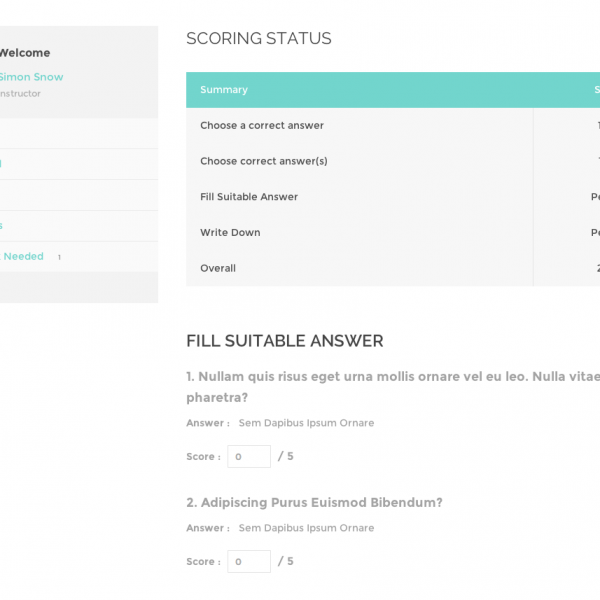 Welcome
Simon Snow
nstructor
Needed 1
SCORING STATUS
Summary S
Choose a correct answer 1
Choose correct answer(s)
Fill Suitable Answer Pe
Write Down Pe
Overall 2
FILL SUITABLE ANSWER
1. Nullam quis risus eget urna mollis ornare vel eu leo. Nulla vitae
pharetra?
Answer : Sem Dapibus Ipsum Ornare
Score : 0 / 5
2. Adipiscing Purus Euismod Bibendum?
Answer : Sem Dapibus Ipsum Ornare
Score : 0 / 5